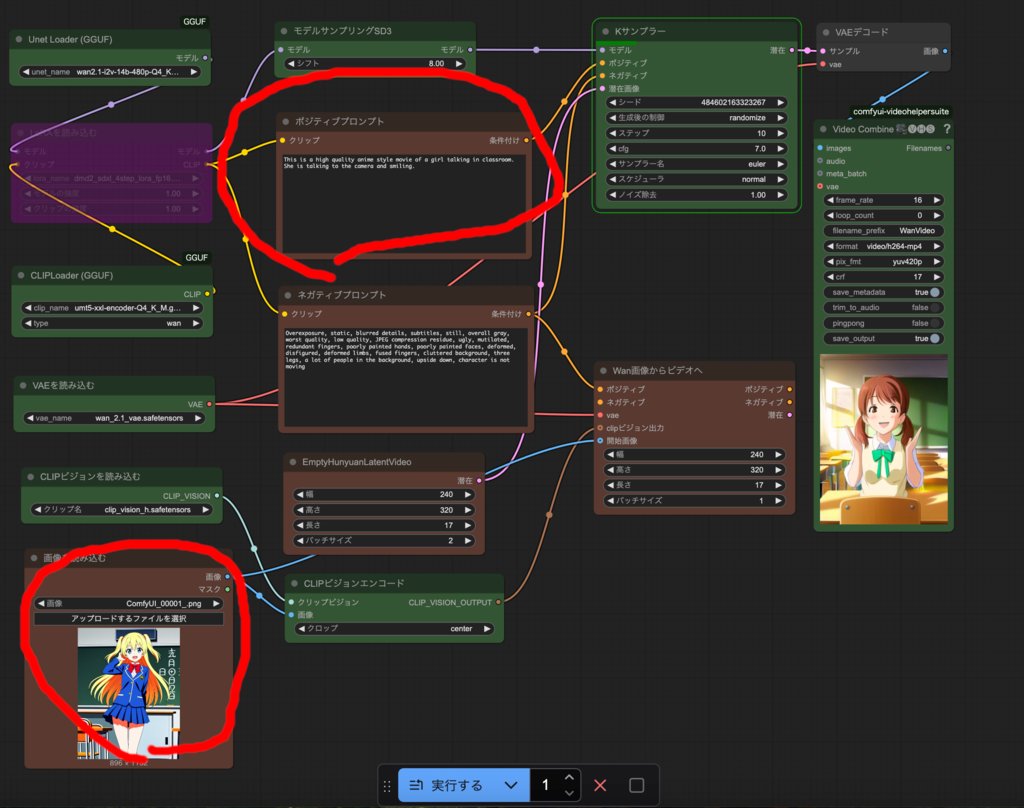 GGUF
Unet Loader (GGUF)
モデル
unet_name wan2.1-i2v-14b-480p-Q4_K...
モデルサンプリングSD3
モデル モデル
シフト 8.00
Kサンプラー
モデル 潜在
ポジティブ
ネガティブ
潜在画像
シード 484602163323267
生成後の制御 randomize
ステップ 10
cfg 7.0
サンプラー名 euler
スケジューラ normal
ノイズ除去 1.00
VAEデコード
サンプル 画像
vae
を読み込む
モデル モデル
クリップ CLIP
lora_name dmd2_sdxl_4step_lora_fp16...
の強度 1.00
クリップの強度 1.00
ポジティブプロンプト
クリップ 条件付け
This is a high quality anime style movie of a girl talking in classroom.
She is talking to the camera and smiling.
comfyui-videohelpersuite
Video Combine VHS ?
images Filenames
audio
meta_batch
vae
frame_rate 16
loop_count 0
filename_prefix WanVideo
format video/h264-mp4
pix_fmt yuv420p
crf 17
save_metadata true
trim_to_audio false
pingpong false
save_output true
GGUF
CLIPLoader (GGUF)
CLIP
clip_name umt5-xxl-encoder-Q4_K_M.g...
type wan
ネガティブプロンプト
クリップ 条件付け
Overexposure, static, blurred details, subtitles, still, overall gray,
worst quality, low quality, JPEG compression residue, ugly, mutilated,
redundant fingers, poorly painted hands, poorly painted faces, deformed,
disfigured, deformed limbs, fused fingers, cluttered background, three
legs, a lot of people in the background, upside down, character is not
moving
VAEを読み込む
VAE
vae_name wan_2.1_vae.safetensors
Wan画像からビデオへ
ポジティブ ポジティブ
ネガティブ ネガティブ
vae 潜在
clipビジョン出力
開始画像
幅 240
高さ 320
長さ 17
バッチサイズ 1
CLIPビジョンを読み込む
CLIP_VISION
クリップ名 clip_vision_h.safetensors
EmptyHunyuanLatentVideo
潜在
幅 240
高さ 320
長さ 17
バッチサイズ 2
画像を読み込む
画像
マスク
画像 ComfyUI_00001_.png
アップロードするファイルを選択
896 × 1152
CLIPビジョンエンコード
クリップビジョン CLIP_VISION_OUTPUT
画像
クロップ center
実行する 1